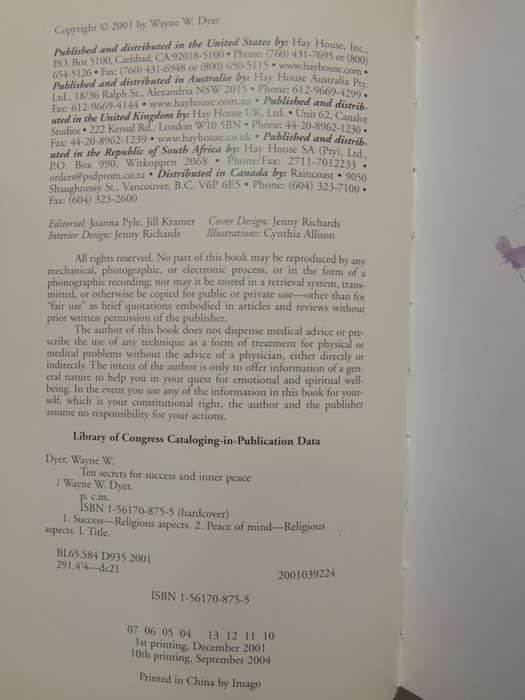 Copyright © 2001 by Wayne W. Dyer
Published and distributed in the United States by: Hay House, Inc.,
P.O. Box 5100, Carlsbad, CA 92018-5100 • Phone: (760) 431-7695 or (800)
654-5126 • Fax: (760) 431-6948 or (800) 650-5115 • www.hayhouse.com •
Published and distributed in Australia by: Hay House Australia Pty.
Ltd., 18/36 Ralph St., Alexandria NSW 2015 • Phone: 612-9669-4299 •
Fax: 612-9669-4144 • www.hayhouse.com.au • Published and distrib-
uted in the United Kingdom by: Hay House UK, Ltd. • Unit 62, Canalot
Studios • 222 Kensal Rd., London W10 5BN • Phone: 44-20-8962-1230 •
Fax: 44-20-8962-1239 • www.hayhouse.co.uk • Published and distrib-
uted in the Republic of South Africa by: Hay House SA (Pty), Ltd.,
P.O. Box 990, Witkoppen 2068 • Phone/Fax: 2711-7012233 •
orders@psdprom.co.za • Distributed in Canada by: Raincoast • 9050
Shaughnessy St., Vancouver, B.C. V6P 6E5 • Phone: (604) 323-7100 •
Fax: (604) 323-2600
Editorial: Joanna Pyle, Jill Kramer Cover Design: Jenny Richards
Interior Design: Jenny Richards Illustrations: Cynthia Allison
All rights reserved. No part of this book may be reproduced by any
mechanical, photographic, or electronic process, or in the form of a
phonographic recording; nor may it be stored in a retrieval system, trans-
mitted, or otherwise be copied for public or private use—other than for
"fair use" as brief quotations embodied in articles and reviews without
prior written permission of the publisher.
The author of this book does not dispense medical advice or pre-
scribe the use of any technique as a form of treatment for physical or
medical problems without the advice of a physician, either directly or
indirectly. The intent of the author is only to offer information of a gen-
eral nature to help you in your quest for emotional and spiritual well-
being. In the event you use any of the information in this book for your-
self, which is your constitutional right, the author and the publisher
assume no responsibility for your actions.
Library of Congress Cataloging-in-Publication Data
Dyer, Wayne W.
Ten secrets for success and inner peace
/ Wayne W. Dyer.
p. c.m.
ISBN 1-56170-875-5 (hardcover)
1. Success—Religious aspects. 2. Peace of mind—Religious
aspects. I. Title.
BL65.S84 D935 2001
291.4'4—dc21
2001039224
ISBN 1-56170-875-5
07 06 05 04 13 12 11 10
1st printing, December 2001
10th printing, September 2004
Printed in China by Imago